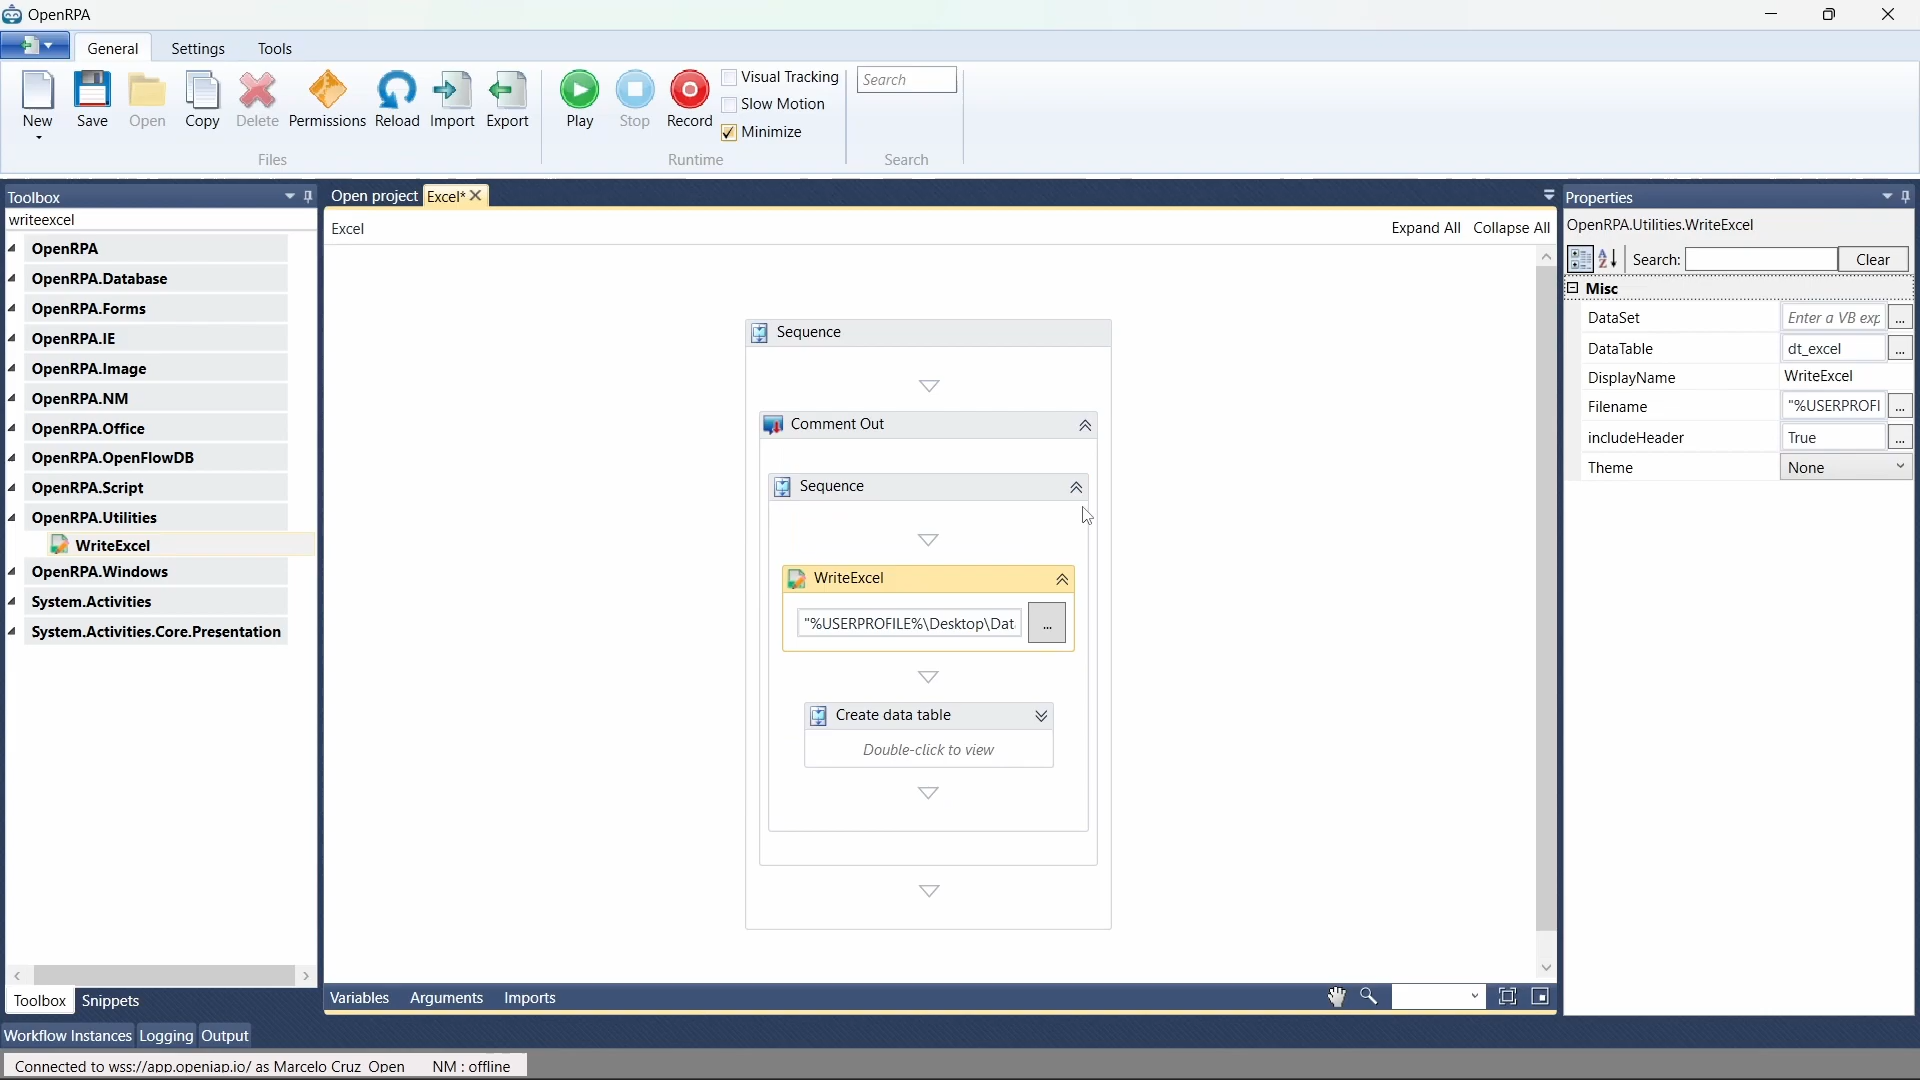 OpenRPA
General Settings Tools
New Save Open Copy Delete Permissions Reload Import Export Play Stop Record
Visual Tracking
Slow Motion
Minimize
Search
Files Runtime Search
Toolbox
writeexcel
OpenRPA
OpenRPA.Database
OpenRPA.Forms
OpenRPA.IE
OpenRPA.Image
OpenRPA.NM
OpenRPA.Office
OpenRPA.OpenFlowDB
OpenRPA.Script
OpenRPA.Utilities
WriteExcel
OpenRPA.Windows
System.Activities
System.Activities.Core.Presentation
Toolbox Snippets
Open project Excel*
Excel Expand All Collapse All
Sequence
Comment Out
Sequence
WriteExcel
"%USERPROFILE%\Desktop\Dat ...
Create data table
Double-click to view
Variables Arguments Imports
Properties
OpenRPA.Utilities.WriteExcel
Search: Clear
Misc
DataSet Enter a VB exp ...
DataTable dt_excel ...
DisplayName WriteExcel
Filename "%USERPROFI ...
includeHeader True ...
Theme None
Workflow Instances Logging Output
Connected to wss://app.openiap.io/ as Marcelo Cruz Open NM : offline